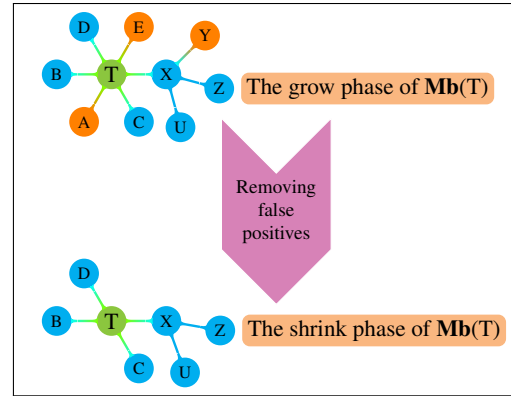 D E Y
B T X Z
The grow phase of Mb(T)
A C U
Removing
false
positives
D
B T X Z
The shrink phase of Mb(T)
C U